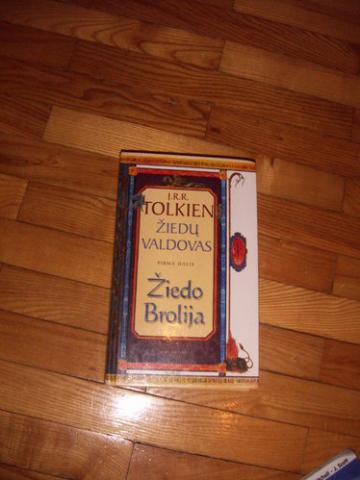 J.R.R.
TOLKIEN
ŽIEDŲ
VALDOVAS
PIRMA DALIS
Žiedo
Brolija